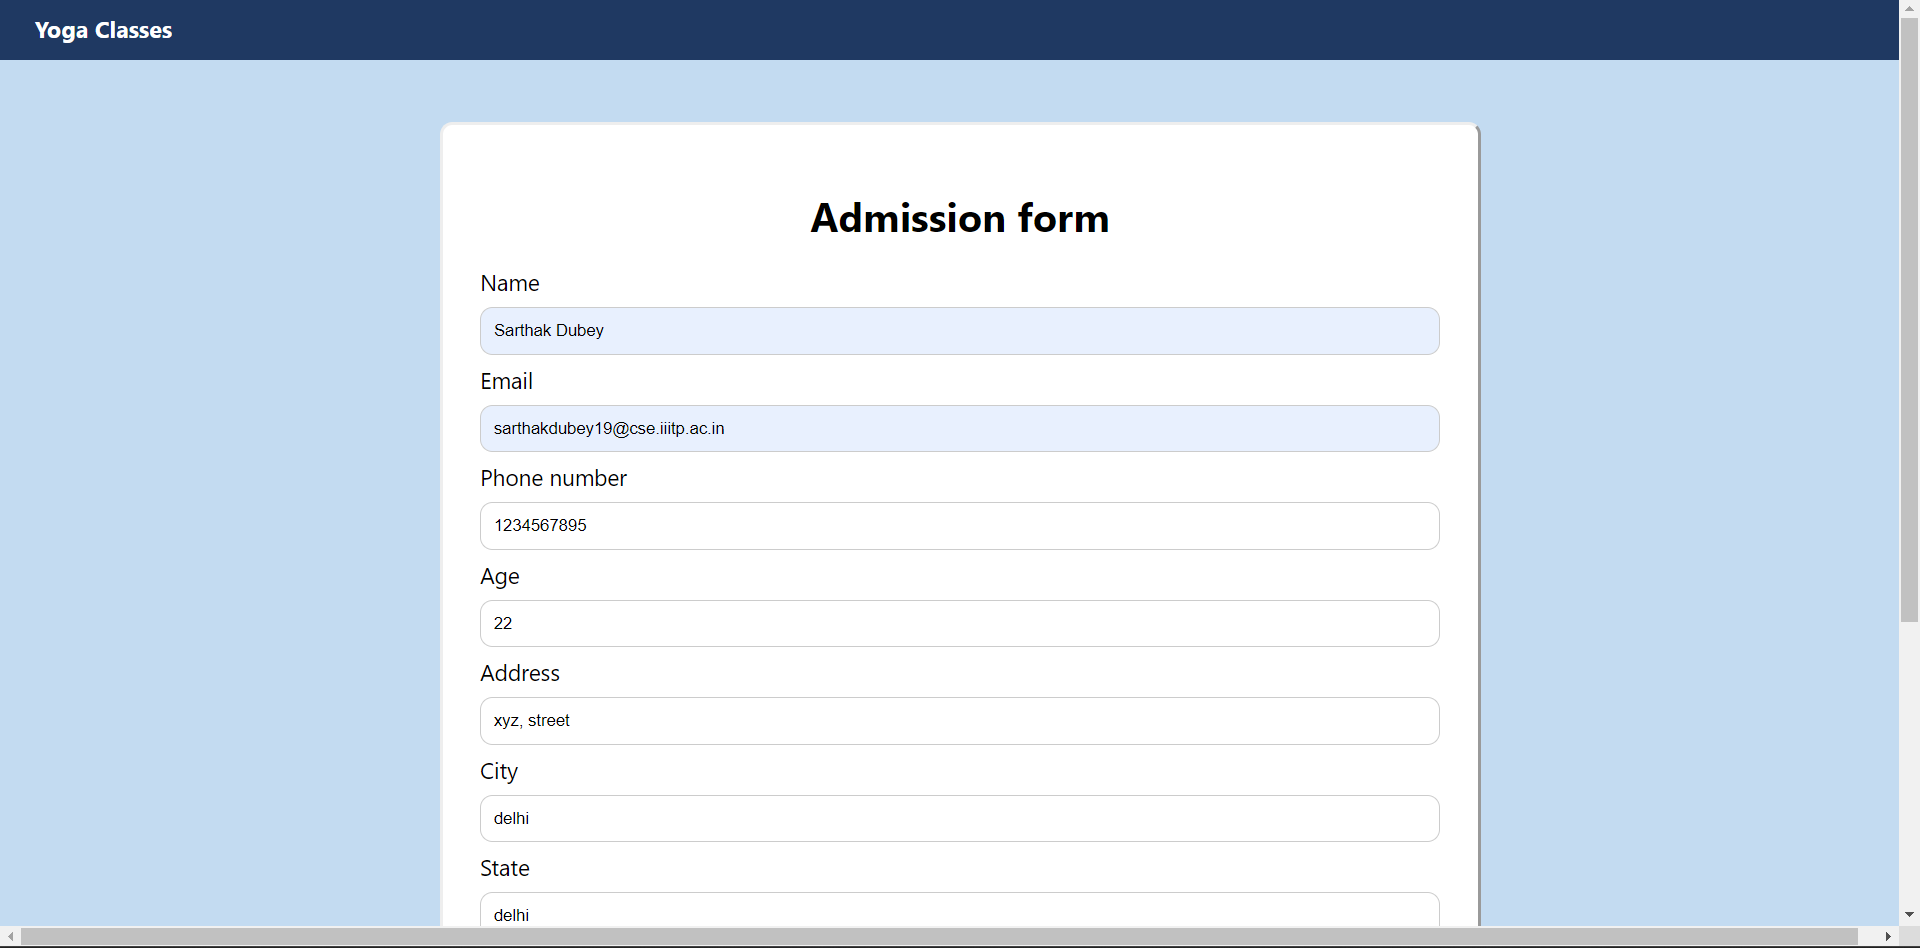 Yoga Classes
Admission form
Name
Sarthak Dubey
Email
sarthakdubey19@cse.iiitp.ac.in
Phone number
1234567895
Age
22
Address
xyz, street
City
delhi
State
delhi